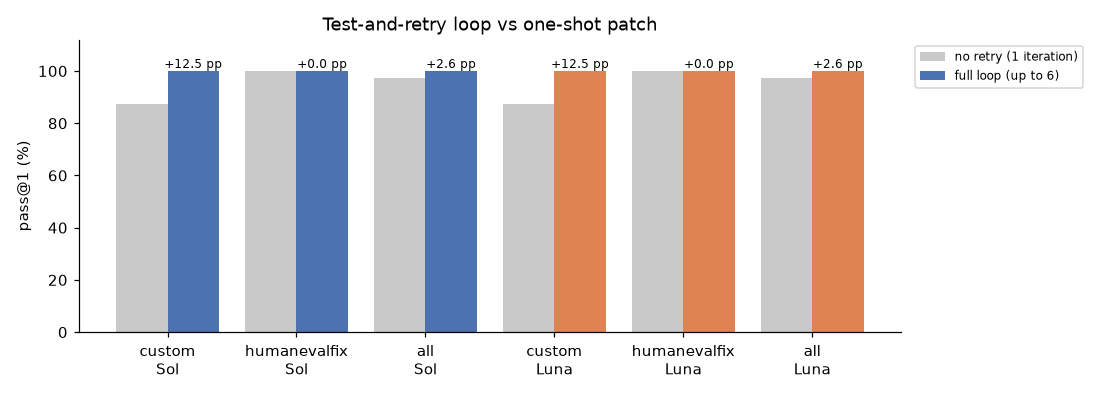 Test-and-retry loop vs one-shot patch
no retry (1 iteration)
full loop (up to 6)
pass@1 (%)
100
80
60
40
20
0
+12.5 pp
+0.0 pp
+2.6 pp
+12.5 pp
+0.0 pp
+2.6 pp
custom
Sol
humanevalfix
Sol
all
Sol
custom
Luna
humanevalfix
Luna
all
Luna